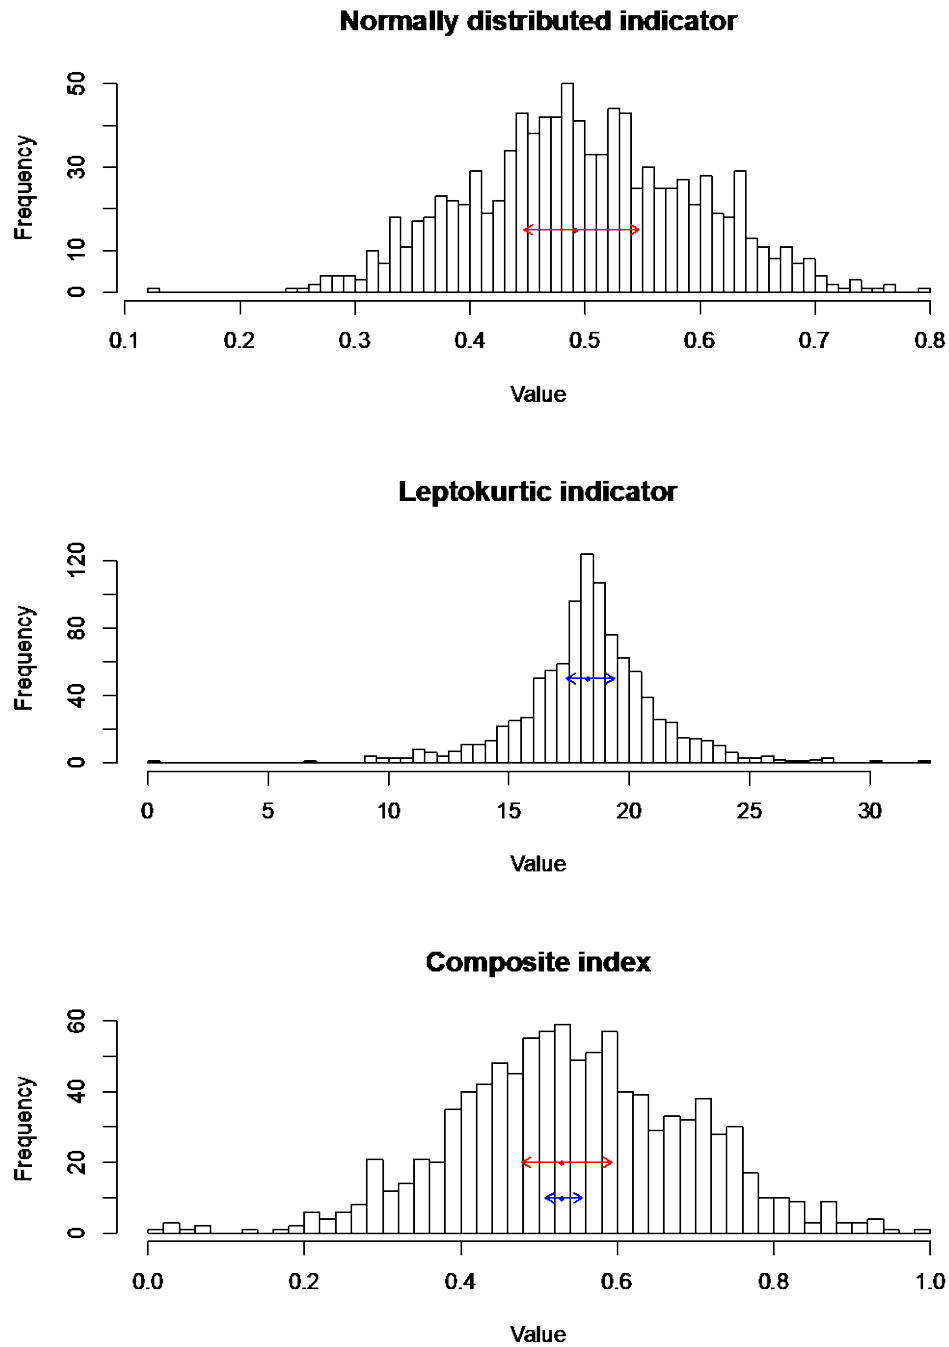 Normally distributed indicator
50
30
10
0
Frequency
0.1 0.2 0.3 0.4 0.5 0.6 0.7 0.8
Value
Leptokurtic indicator
120
80
40
0
Frequency
0 5 10 15 20 25 30
Value
Composite index
60
40
20
0
Frequency
0.0 0.2 0.4 0.6 0.8 1.0
Value